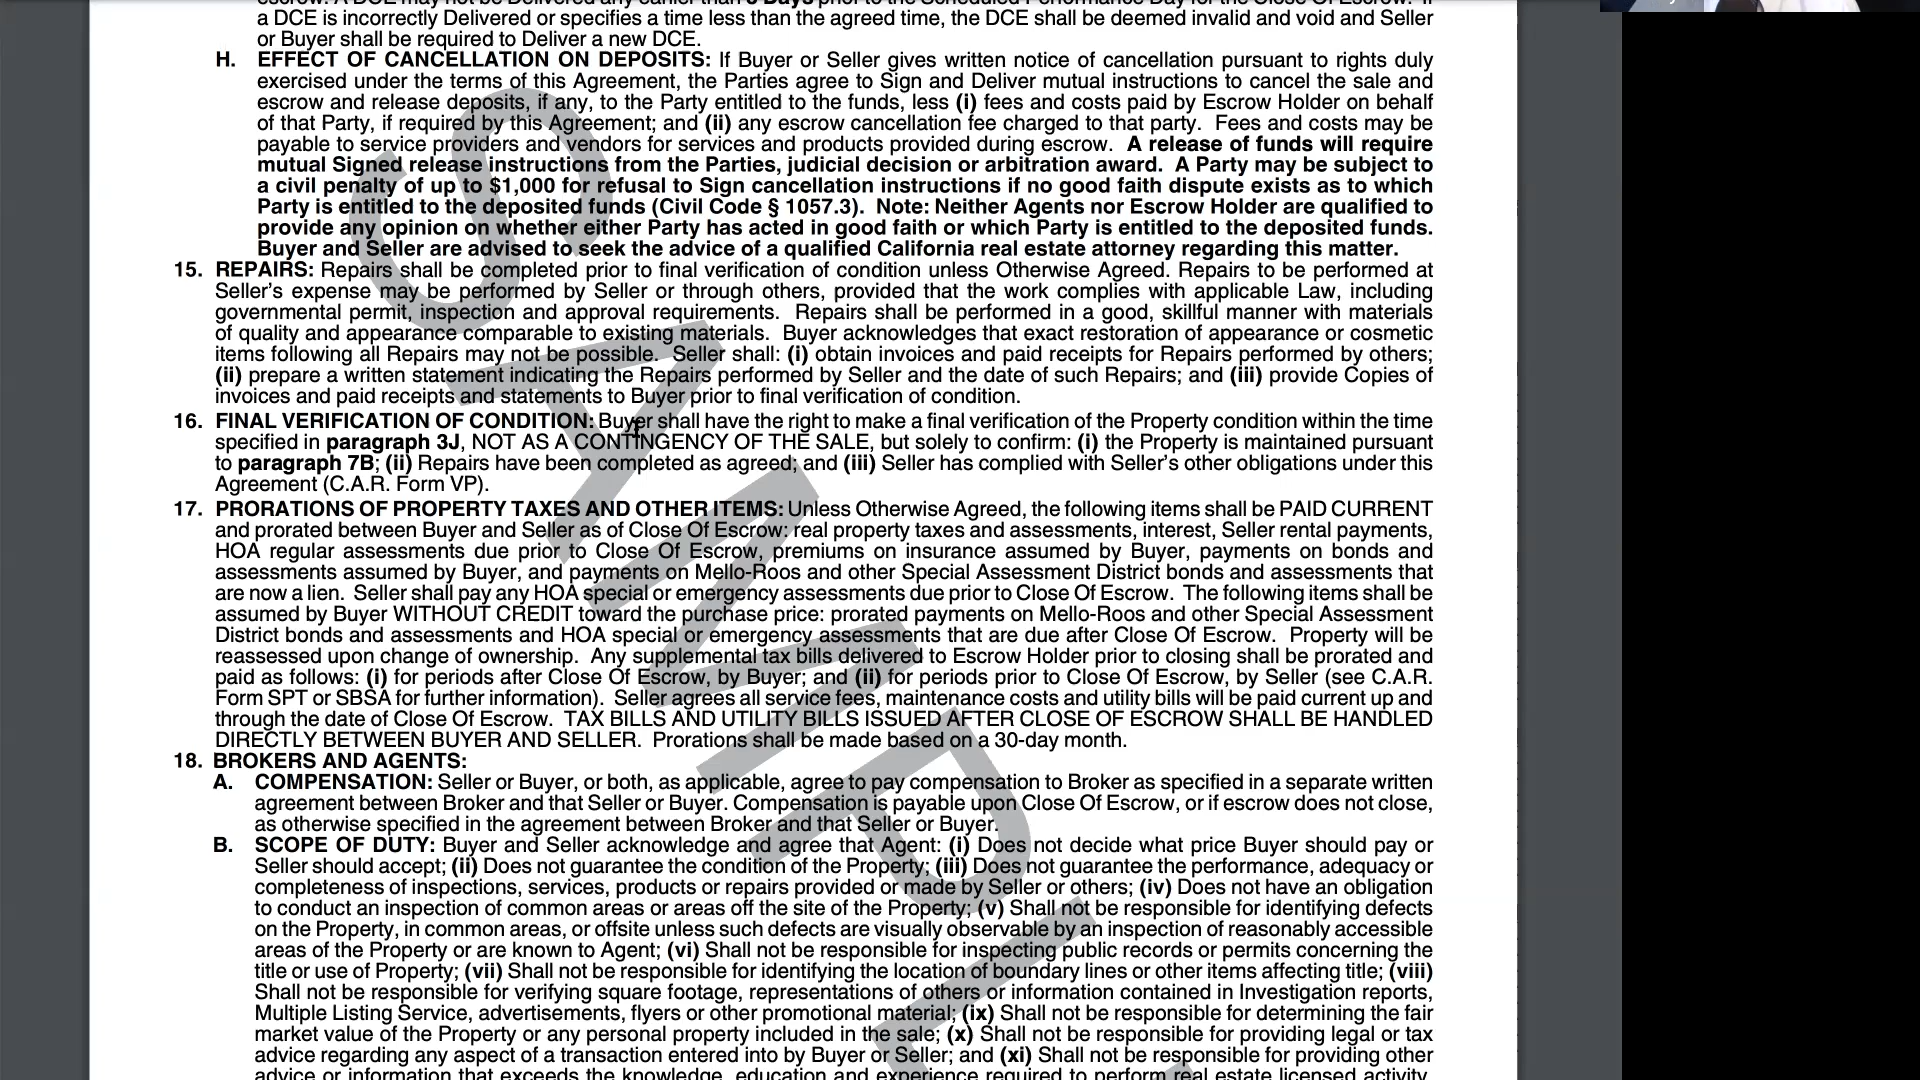 escrow. A DCE may not be Delivered any earlier than 3 Days prior to the Scheduled Performance Day for the Close Of Escrow. If
a DCE is incorrectly Delivered or specifies a time less than the agreed time, the DCE shall be deemed invalid and void and Seller
or Buyer shall be required to Deliver a new DCE.
H. EFFECT OF CANCELLATION ON DEPOSITS: If Buyer or Seller gives written notice of cancellation pursuant to rights duly
exercised under the terms of this Agreement, the Parties agree to Sign and Deliver mutual instructions to cancel the sale and
escrow and release deposits, if any, to the Party entitled to the funds, less (i) fees and costs paid by Escrow Holder on behalf
of that Party, if required by this Agreement; and (ii) any escrow cancellation fee charged to that party. Fees and costs may be
payable to service providers and vendors for services and products provided during escrow. A release of funds will require
mutual Signed release instructions from the Parties, judicial decision or arbitration award. A Party may be subject to
a civil penalty of up to $1,000 for refusal to Sign cancellation instructions if no good faith dispute exists as to which
Party is entitled to the deposited funds (Civil Code § 1057.3). Note: Neither Agents nor Escrow Holder are qualified to
provide any opinion on whether either Party has acted in good faith or which Party is entitled to the deposited funds.
Buyer and Seller are advised to seek the advice of a qualified California real estate attorney regarding this matter.
15. REPAIRS: Repairs shall be completed prior to final verification of condition unless Otherwise Agreed. Repairs to be performed at
Seller's expense may be performed by Seller or through others, provided that the work complies with applicable Law, including
governmental permit, inspection and approval requirements. Repairs shall be performed in a good, skillful manner with materials
of quality and appearance comparable to existing materials. Buyer acknowledges that exact restoration of appearance or cosmetic
items following all Repairs may not be possible. Seller shall: (i) obtain invoices and paid receipts for Repairs performed by others;
(ii) prepare a written statement indicating the Repairs performed by Seller and the date of such Repairs; and (iii) provide Copies of
invoices and paid receipts and statements to Buyer prior to final verification of condition.
16. FINAL VERIFICATION OF CONDITION: Buyer shall have the right to make a final verification of the Property condition within the time
specified in paragraph 3J, NOT AS A CONTINGENCY OF THE SALE, but solely to confirm: (i) the Property is maintained pursuant
to paragraph 7B; (ii) Repairs have been completed as agreed; and (iii) Seller has complied with Seller's other obligations under this
Agreement (C.A.R. Form VP).
17. PRORATIONS OF PROPERTY TAXES AND OTHER ITEMS: Unless Otherwise Agreed, the following items shall be PAID CURRENT
and prorated between Buyer and Seller as of Close Of Escrow: real property taxes and assessments, interest, Seller rental payments,
HOA regular assessments due prior to Close Of Escrow, premiums on insurance assumed by Buyer, payments on bonds and
assessments assumed by Buyer, and payments on Mello-Roos and other Special Assessment District bonds and assessments that
are now a lien. Seller shall pay any HOA special or emergency assessments due prior to Close Of Escrow. The following items shall be
assumed by Buyer WITHOUT CREDIT toward the purchase price: prorated payments on Mello-Roos and other Special Assessment
District bonds and assessments and HOA special or emergency assessments that are due after Close Of Escrow. Property will be
reassessed upon change of ownership. Any supplemental tax bills delivered to Escrow Holder prior to closing shall be prorated and
paid as follows: (i) for periods after Close Of Escrow, by Buyer; and (ii) for periods prior to Close Of Escrow, by Seller (see C.A.R.
Form SPT or SBSA for further information). Seller agrees all service fees, maintenance costs and utility bills will be paid current up and
through the date of Close Of Escrow. TAX BILLS AND UTILITY BILLS ISSUED AFTER CLOSE OF ESCROW SHALL BE HANDLED
DIRECTLY BETWEEN BUYER AND SELLER. Prorations shall be made based on a 30-day month.
18. BROKERS AND AGENTS:
A. COMPENSATION: Seller or Buyer, or both, as applicable, agree to pay compensation to Broker as specified in a separate written
agreement between Broker and that Seller or Buyer. Compensation is payable upon Close Of Escrow, or if escrow does not close,
as otherwise specified in the agreement between Broker and that Seller or Buyer.
B. SCOPE OF DUTY: Buyer and Seller acknowledge and agree that Agent: (i) Does not decide what price Buyer should pay or
Seller should accept; (ii) Does not guarantee the condition of the Property; (iii) Does not guarantee the performance, adequacy or
completeness of inspections, services, products or repairs provided or made by Seller or others; (iv) Does not have an obligation
to conduct an inspection of common areas or areas off the site of the Property; (v) Shall not be responsible for identifying defects
on the Property, in common areas, or offsite unless such defects are visually observable by an inspection of reasonably accessible
areas of the Property or are known to Agent; (vi) Shall not be responsible for inspecting public records or permits concerning the
title or use of Property; (vii) Shall not be responsible for identifying the location of boundary lines or other items affecting title; (viii)
Shall not be responsible for verifying square footage, representations of others or information contained in Investigation reports,
Multiple Listing Service, advertisements, flyers or other promotional material; (ix) Shall not be responsible for determining the fair
market value of the Property or any personal property included in the sale; (x) Shall not be responsible for providing legal or tax
advice regarding any aspect of a transaction entered into by Buyer or Seller; and (xi) Shall not be responsible for providing other
advice or information that exceeds the knowledge, education and experience required to perform real estate licensed activity.
SAMPL